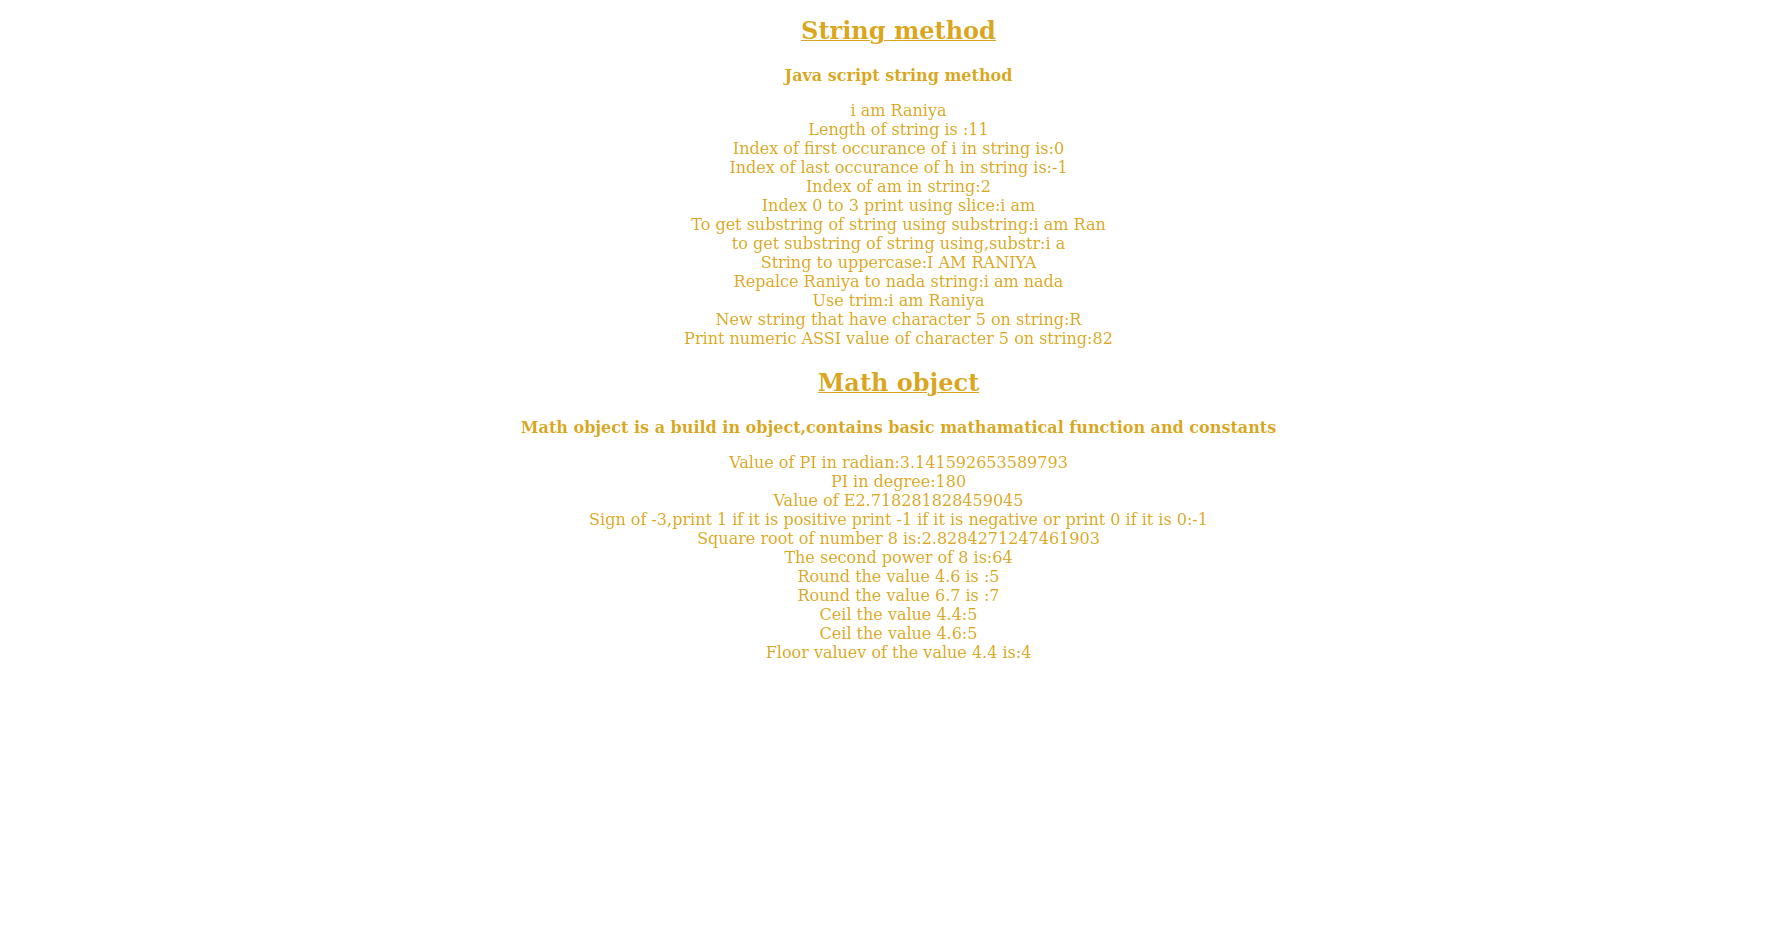 String method
Java script string method
i am Raniya
Length of string is :11
Index of first occurance of i in string is:0
Index of last occurance of h in string is:-1
Index of am in string:2
Index 0 to 3 print using slice:i am
To get substring of string using substring:i am Ran
to get substring of string using,substr:i a
String to uppercase:I AM RANIYA
Repalce Raniya to nada string:i am nada
Use trim:i am Raniya
New string that have character 5 on string:R
Print numeric ASSI value of character 5 on string:82
Math object
Math object is a build in object,contains basic mathamatical function and constants
Value of PI in radian:3.141592653589793
PI in degree:180
Value of E2.718281828459045
Sign of -3,print 1 if it is positive print -1 if it is negative or print 0 if it is 0:-1
Square root of number 8 is:2.8284271247461903
The second power of 8 is:64
Round the value 4.6 is :5
Round the value 6.7 is :7
Ceil the value 4.4:5
Ceil the value 4.6:5
Floor valuev of the value 4.4 is:4